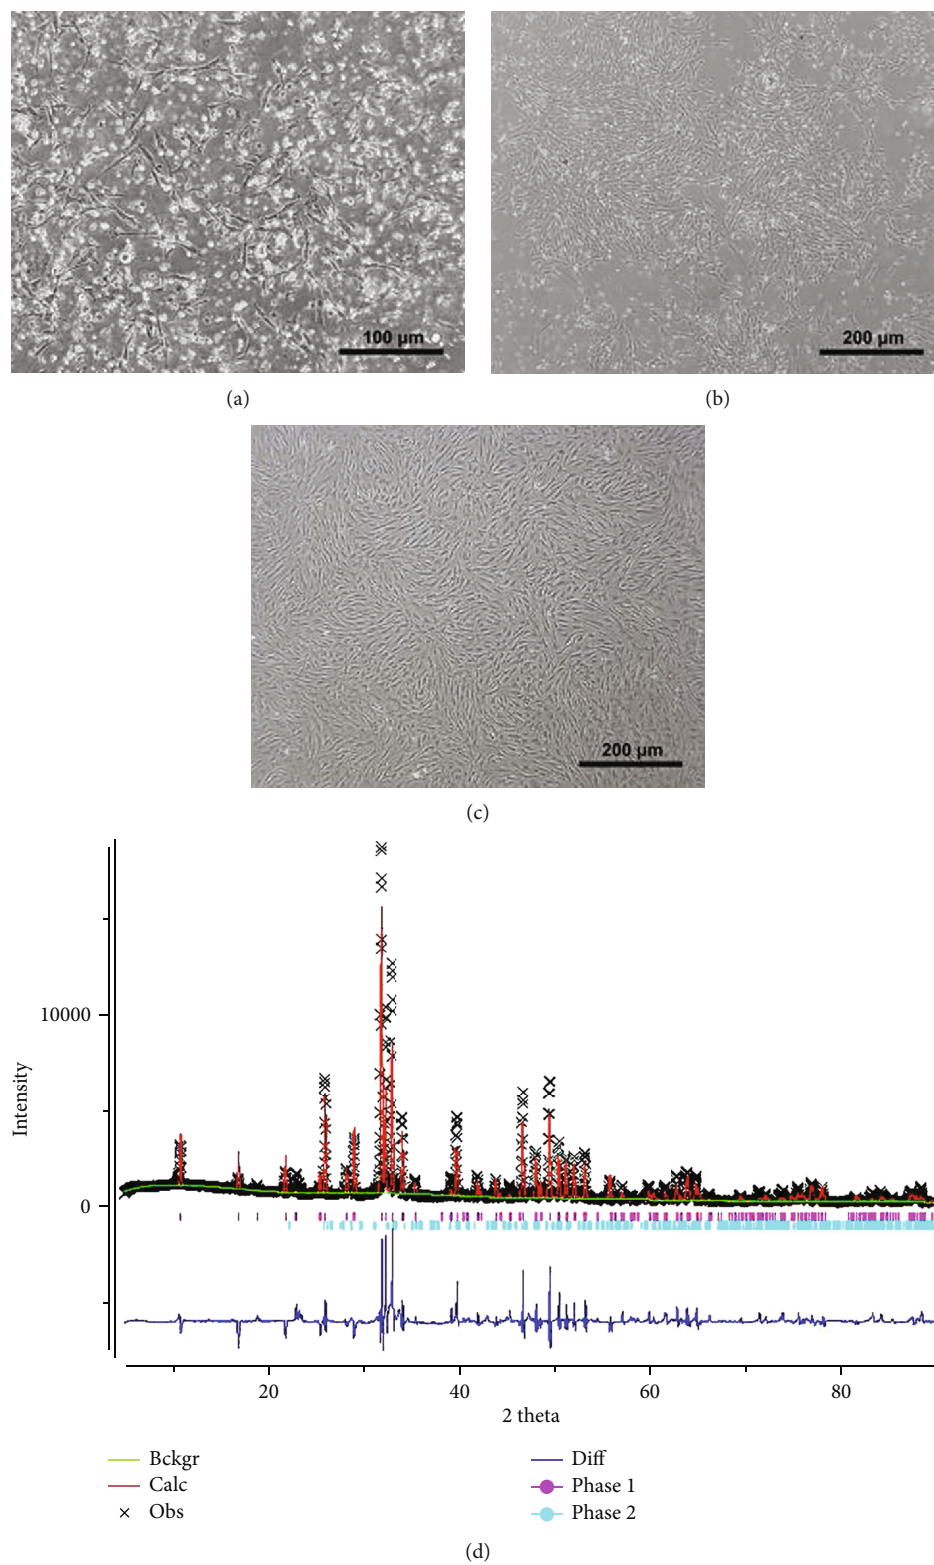 100 µm
200 µm
(a)
(b)
200 µm
(c)
10000
0
Intensity
20
40
60
80
2 theta
Bckgr
Diff
Calc
Phase 1
Obs
Phase 2
(d)